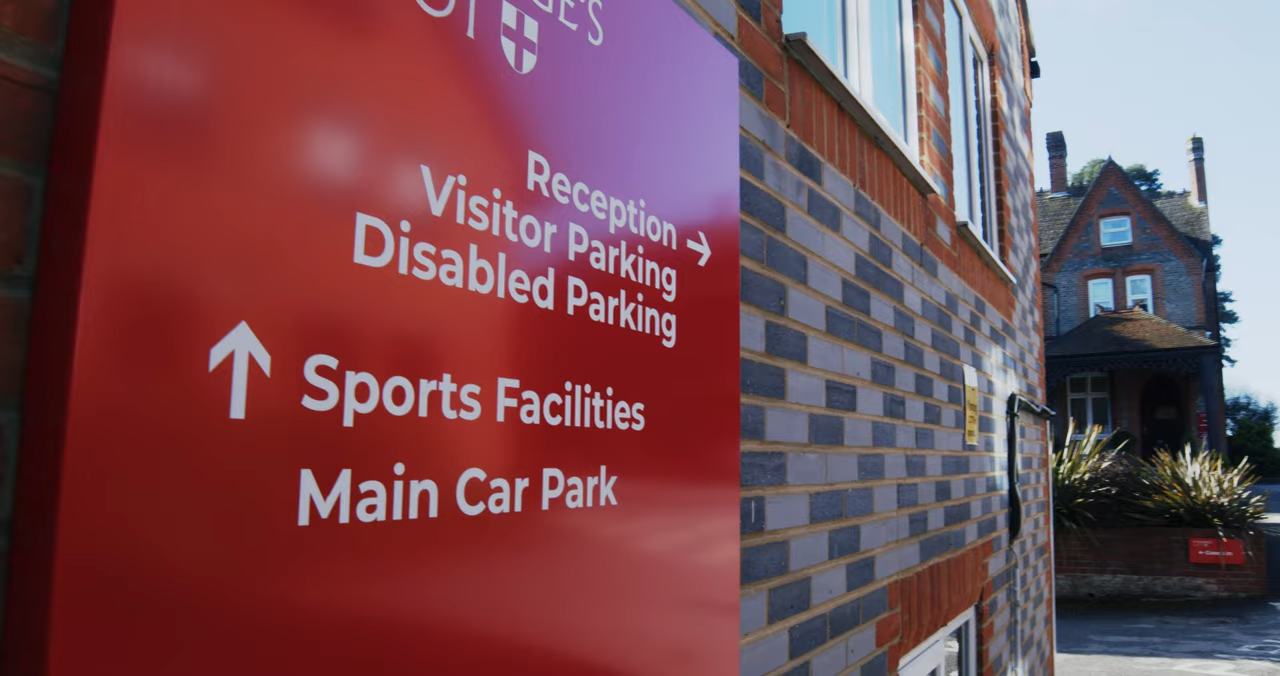 Reception →
Visitor Parking
Disabled Parking
↑ Sports Facilities
Main Car Park